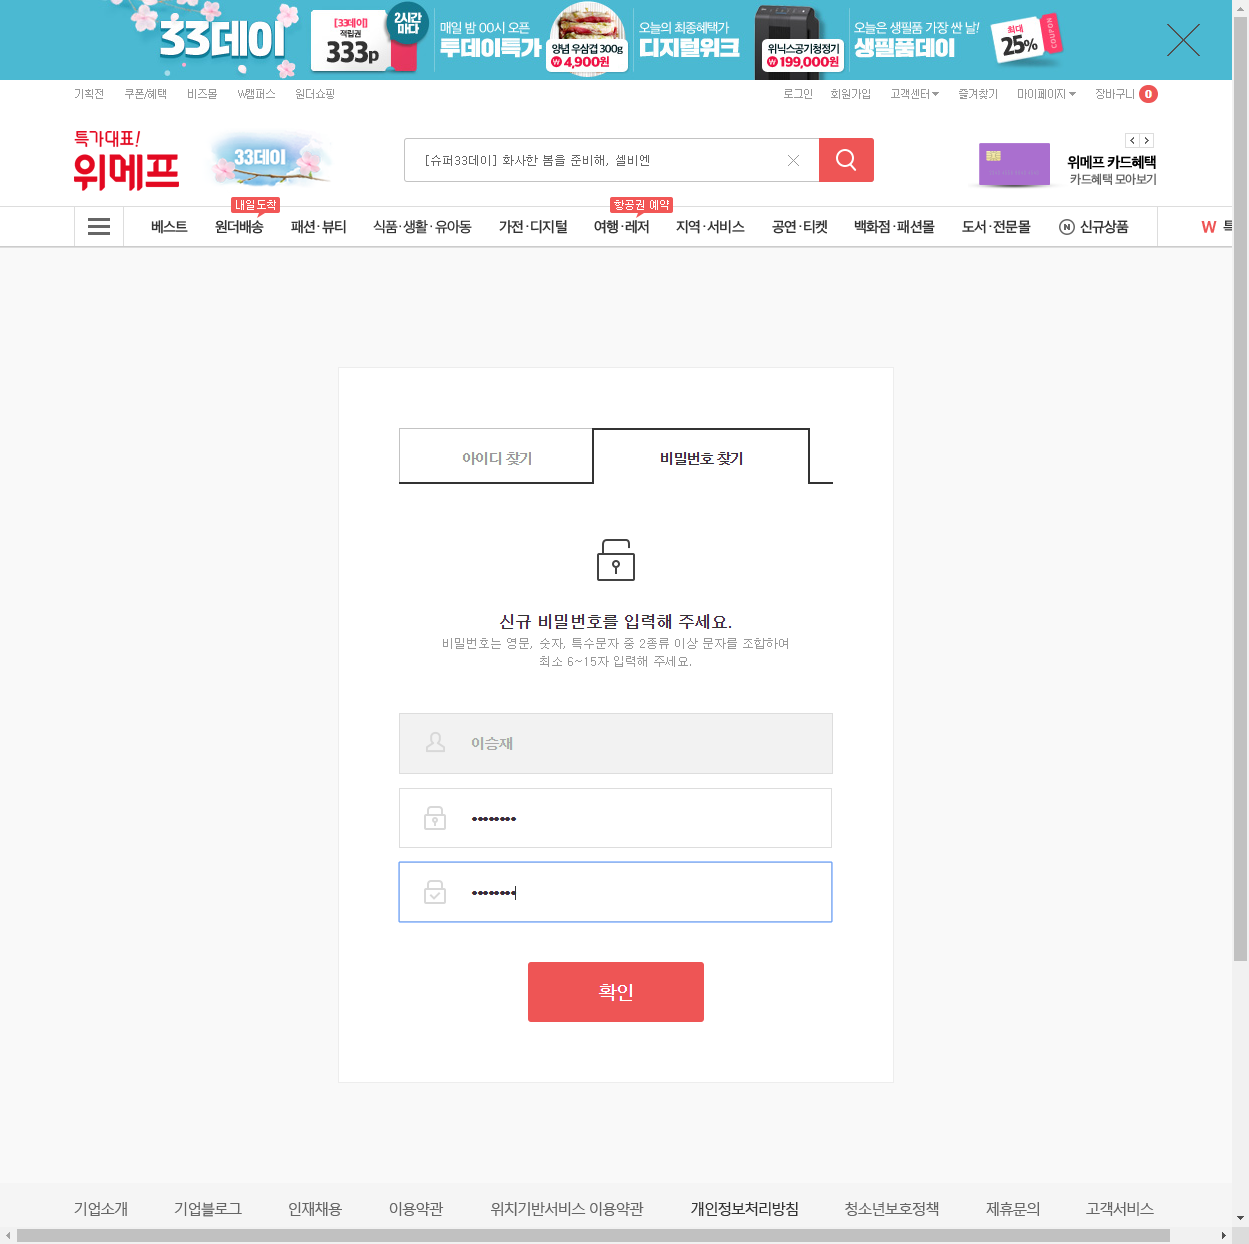 33데이
[33데이]
적립권
333p
2시간
마다
매일 밤 00시 오픈
투데이특가
양념 우삼겹 300g
₩4,900원
오늘의 최종혜택가
디지털위크
위닉스공기청정기
₩199,000원
오늘은 생필품 가장 싼 날!
생필품데이
최대
25%
COUPON
기획전 쿠폰/혜택 비즈몰 W캠퍼스 원더쇼핑
로그인 회원가입 고객센터 즐겨찾기 마이페이지 장바구니 0
특가대표!
위메프
33데이
[슈퍼33데이] 화사한 봄을 준비해, 셀비엔
위메프 카드혜택
카드혜택 모아보기
내일도착
항공권 예약
베스트 원더배송 패션·뷰티 식품·생활·유아동 가전·디지털 여행·레저 지역·서비스 공연·티켓 백화점·패션몰 도서·전문몰 N 신규상품 W 특
아이디 찾기
비밀번호 찾기
신규 비밀번호를 입력해 주세요.
비밀번호는 영문, 숫자, 특수문자 중 2종류 이상 문자를 조합하여
최소 6~15자 입력해 주세요.
이승재
••••••••
••••••••
확인
기업소개 기업블로그 인재채용 이용약관 위치기반서비스 이용약관 개인정보처리방침 청소년보호정책 제휴문의 고객서비스